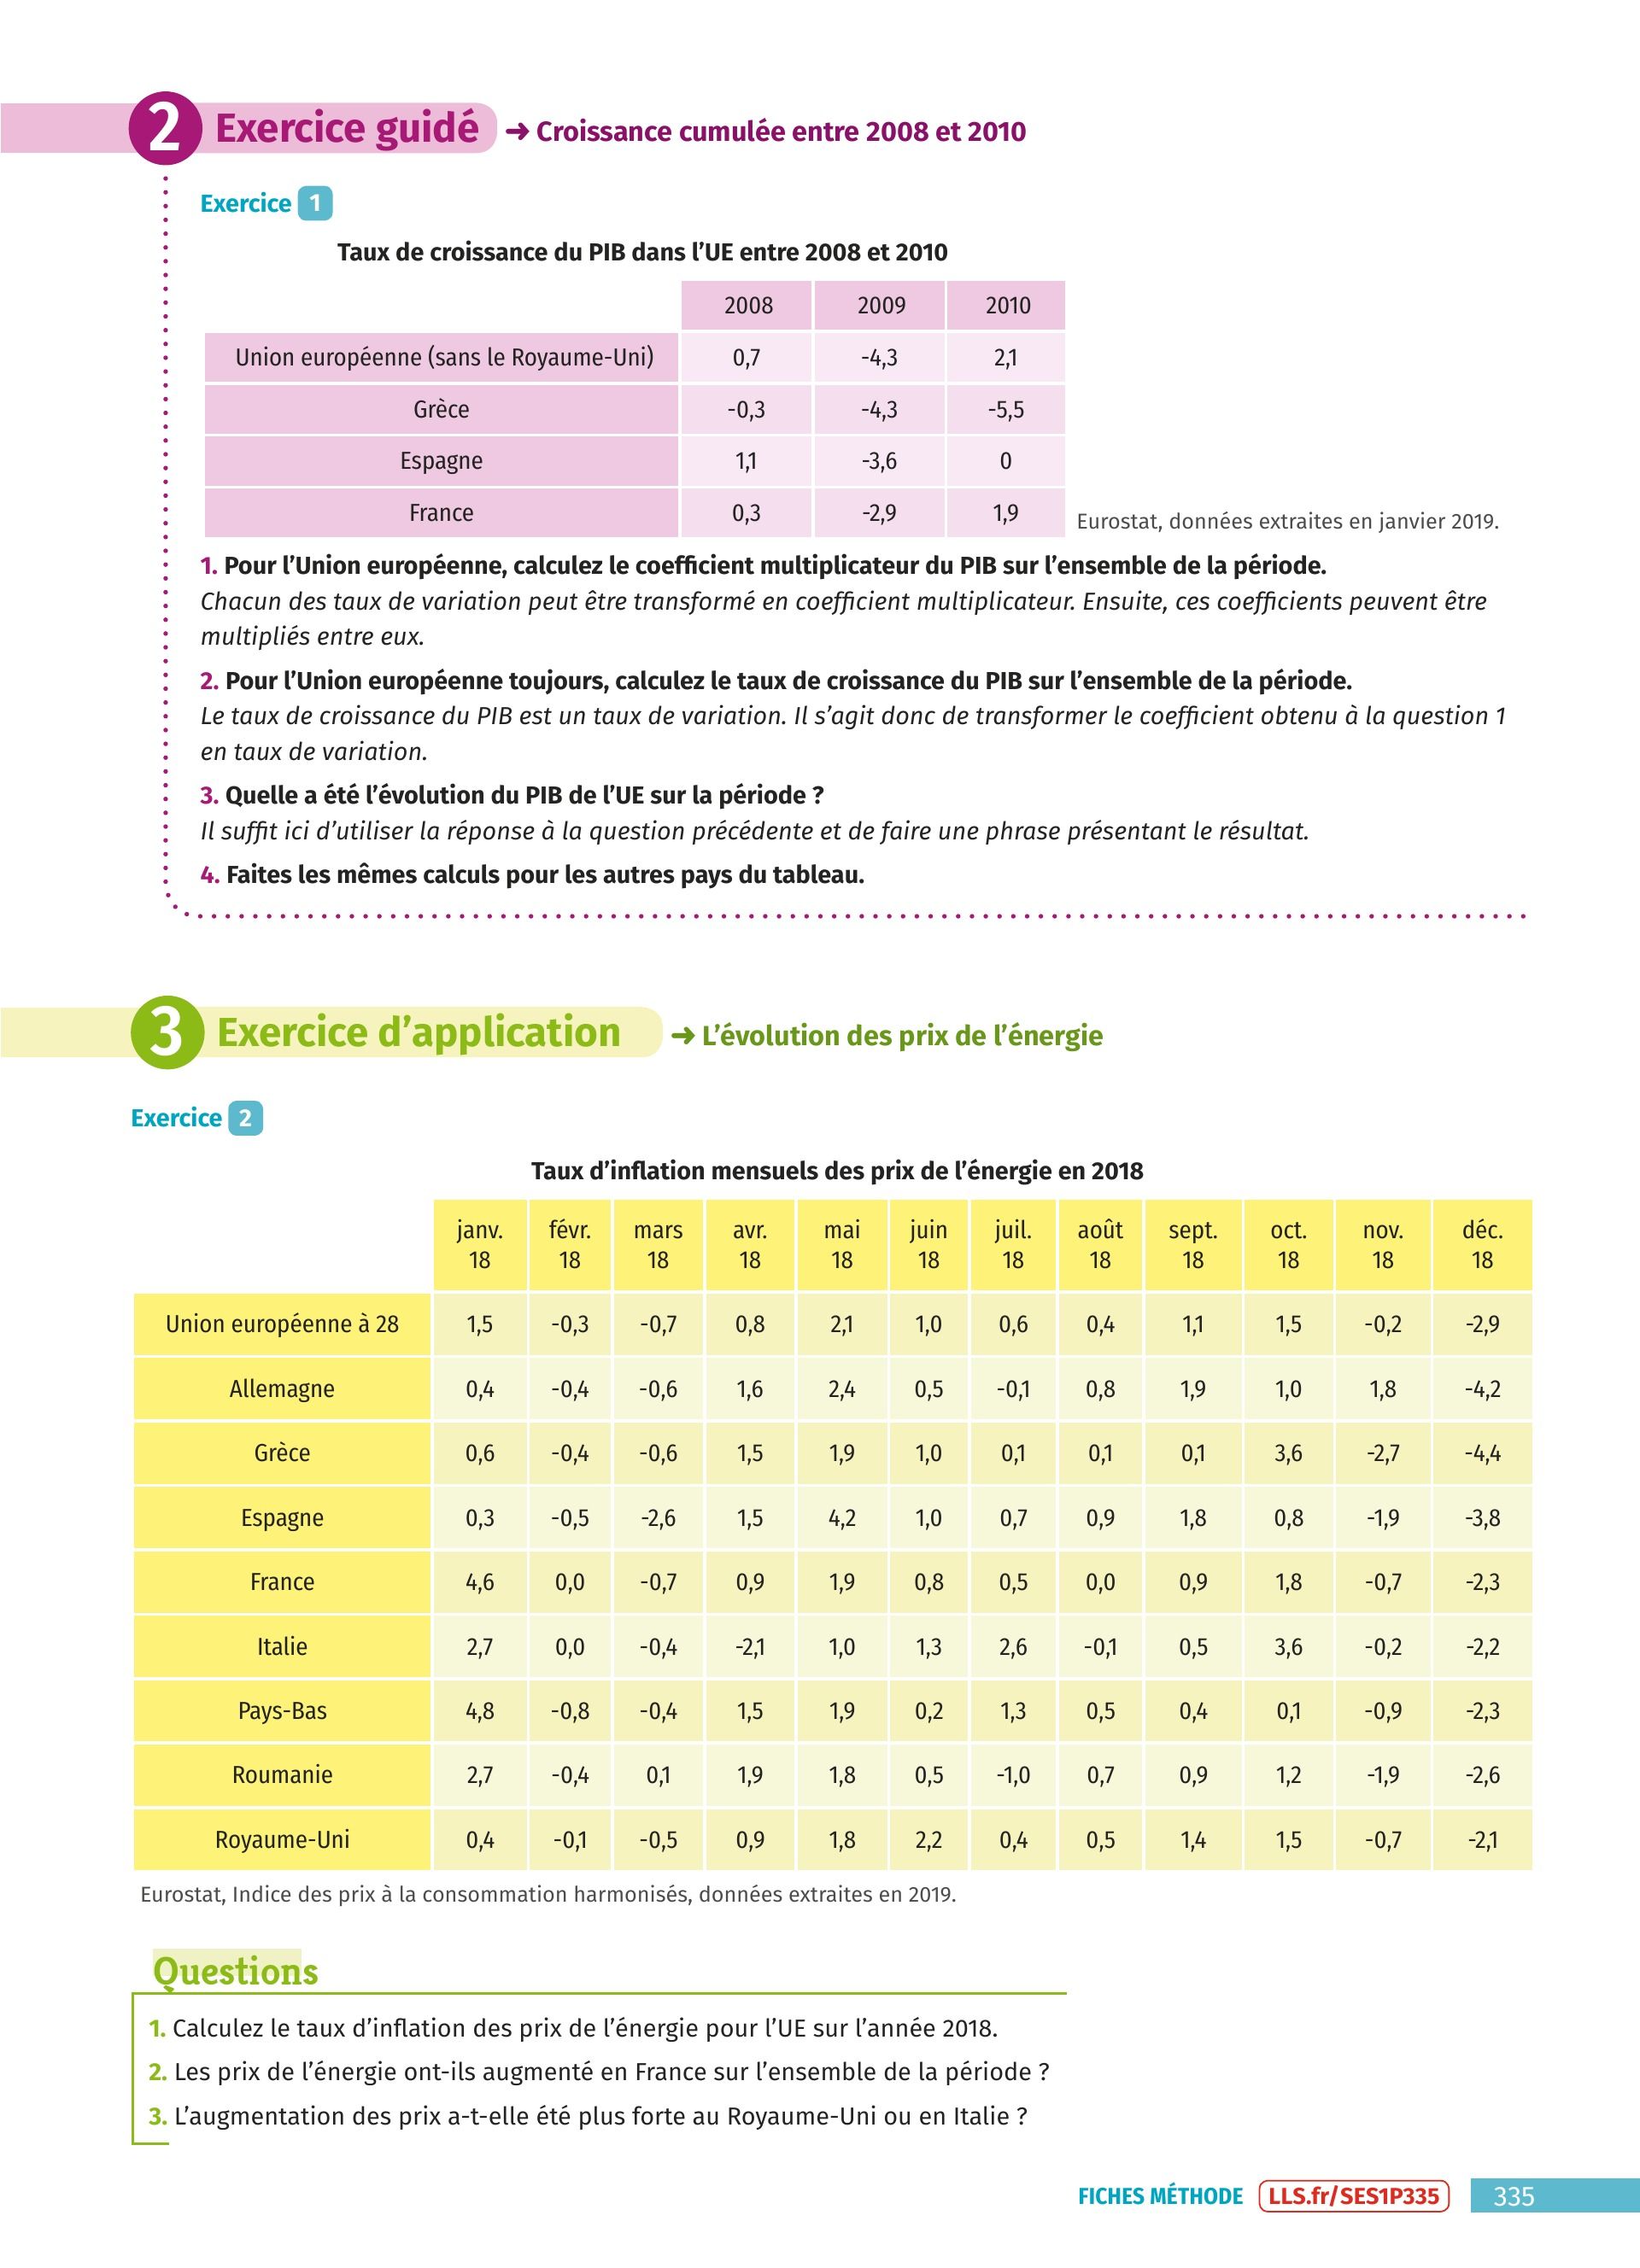 2 Exercice guidé → Croissance cumulée entre 2008 et 2010
Exercice 1
Taux de croissance du PIB dans l’UE entre 2008 et 2010
2008 2009 2010
Union européenne (sans le Royaume-Uni) 0,7 -4,3 2,1
Grèce -0,3 -4,3 -5,5
Espagne 1,1 -3,6 0
France 0,3 -2,9 1,9
Eurostat, données extraites en janvier 2019.
1. Pour l’Union européenne, calculez le coefficient multiplicateur du PIB sur l’ensemble de la période.
Chacun des taux de variation peut être transformé en coefficient multiplicateur. Ensuite, ces coefficients peuvent être
multipliés entre eux.
2. Pour l’Union européenne toujours, calculez le taux de croissance du PIB sur l’ensemble de la période.
Le taux de croissance du PIB est un taux de variation. Il s’agit donc de transformer le coefficient obtenu à la question 1
en taux de variation.
3. Quelle a été l’évolution du PIB de l’UE sur la période ?
Il suffit ici d’utiliser la réponse à la question précédente et de faire une phrase présentant le résultat.
4. Faites les mêmes calculs pour les autres pays du tableau.
3 Exercice d’application → L’évolution des prix de l’énergie
Exercice 2
Taux d’inflation mensuels des prix de l’énergie en 2018
janv. févr. mars avr. mai juin juil. août sept. oct. nov. déc.
18 18 18 18 18 18 18 18 18 18 18 18
Union européenne à 28 1,5 -0,3 -0,7 0,8 2,1 1,0 0,6 0,4 1,1 1,5 -0,2 -2,9
Allemagne 0,4 -0,4 -0,6 1,6 2,4 0,5 -0,1 0,8 1,9 1,0 1,8 -4,2
Grèce 0,6 -0,4 -0,6 1,5 1,9 1,0 0,1 0,1 0,1 3,6 -2,7 -4,4
Espagne 0,3 -0,5 -2,6 1,5 4,2 1,0 0,7 0,9 1,8 0,8 -1,9 -3,8
France 4,6 0,0 -0,7 0,9 1,9 0,8 0,5 0,0 0,9 1,8 -0,7 -2,3
Italie 2,7 0,0 -0,4 -2,1 1,0 1,3 2,6 -0,1 0,5 3,6 -0,2 -2,2
Pays-Bas 4,8 -0,8 -0,4 1,5 1,9 0,2 1,3 0,5 0,4 0,1 -0,9 -2,3
Roumanie 2,7 -0,4 0,1 1,9 1,8 0,5 -1,0 0,7 0,9 1,2 -1,9 -2,6
Royaume-Uni 0,4 -0,1 -0,5 0,9 1,8 2,2 0,4 0,5 1,4 1,5 -0,7 -2,1
Eurostat, Indice des prix à la consommation harmonisés, données extraites en 2019.
Questions
1. Calculez le taux d’inflation des prix de l’énergie pour l’UE sur l’année 2018.
2. Les prix de l’énergie ont-ils augmenté en France sur l’ensemble de la période ?
3. L’augmentation des prix a-t-elle été plus forte au Royaume-Uni ou en Italie ?
FICHES MÉTHODE LLS.fr/SES1P335 335